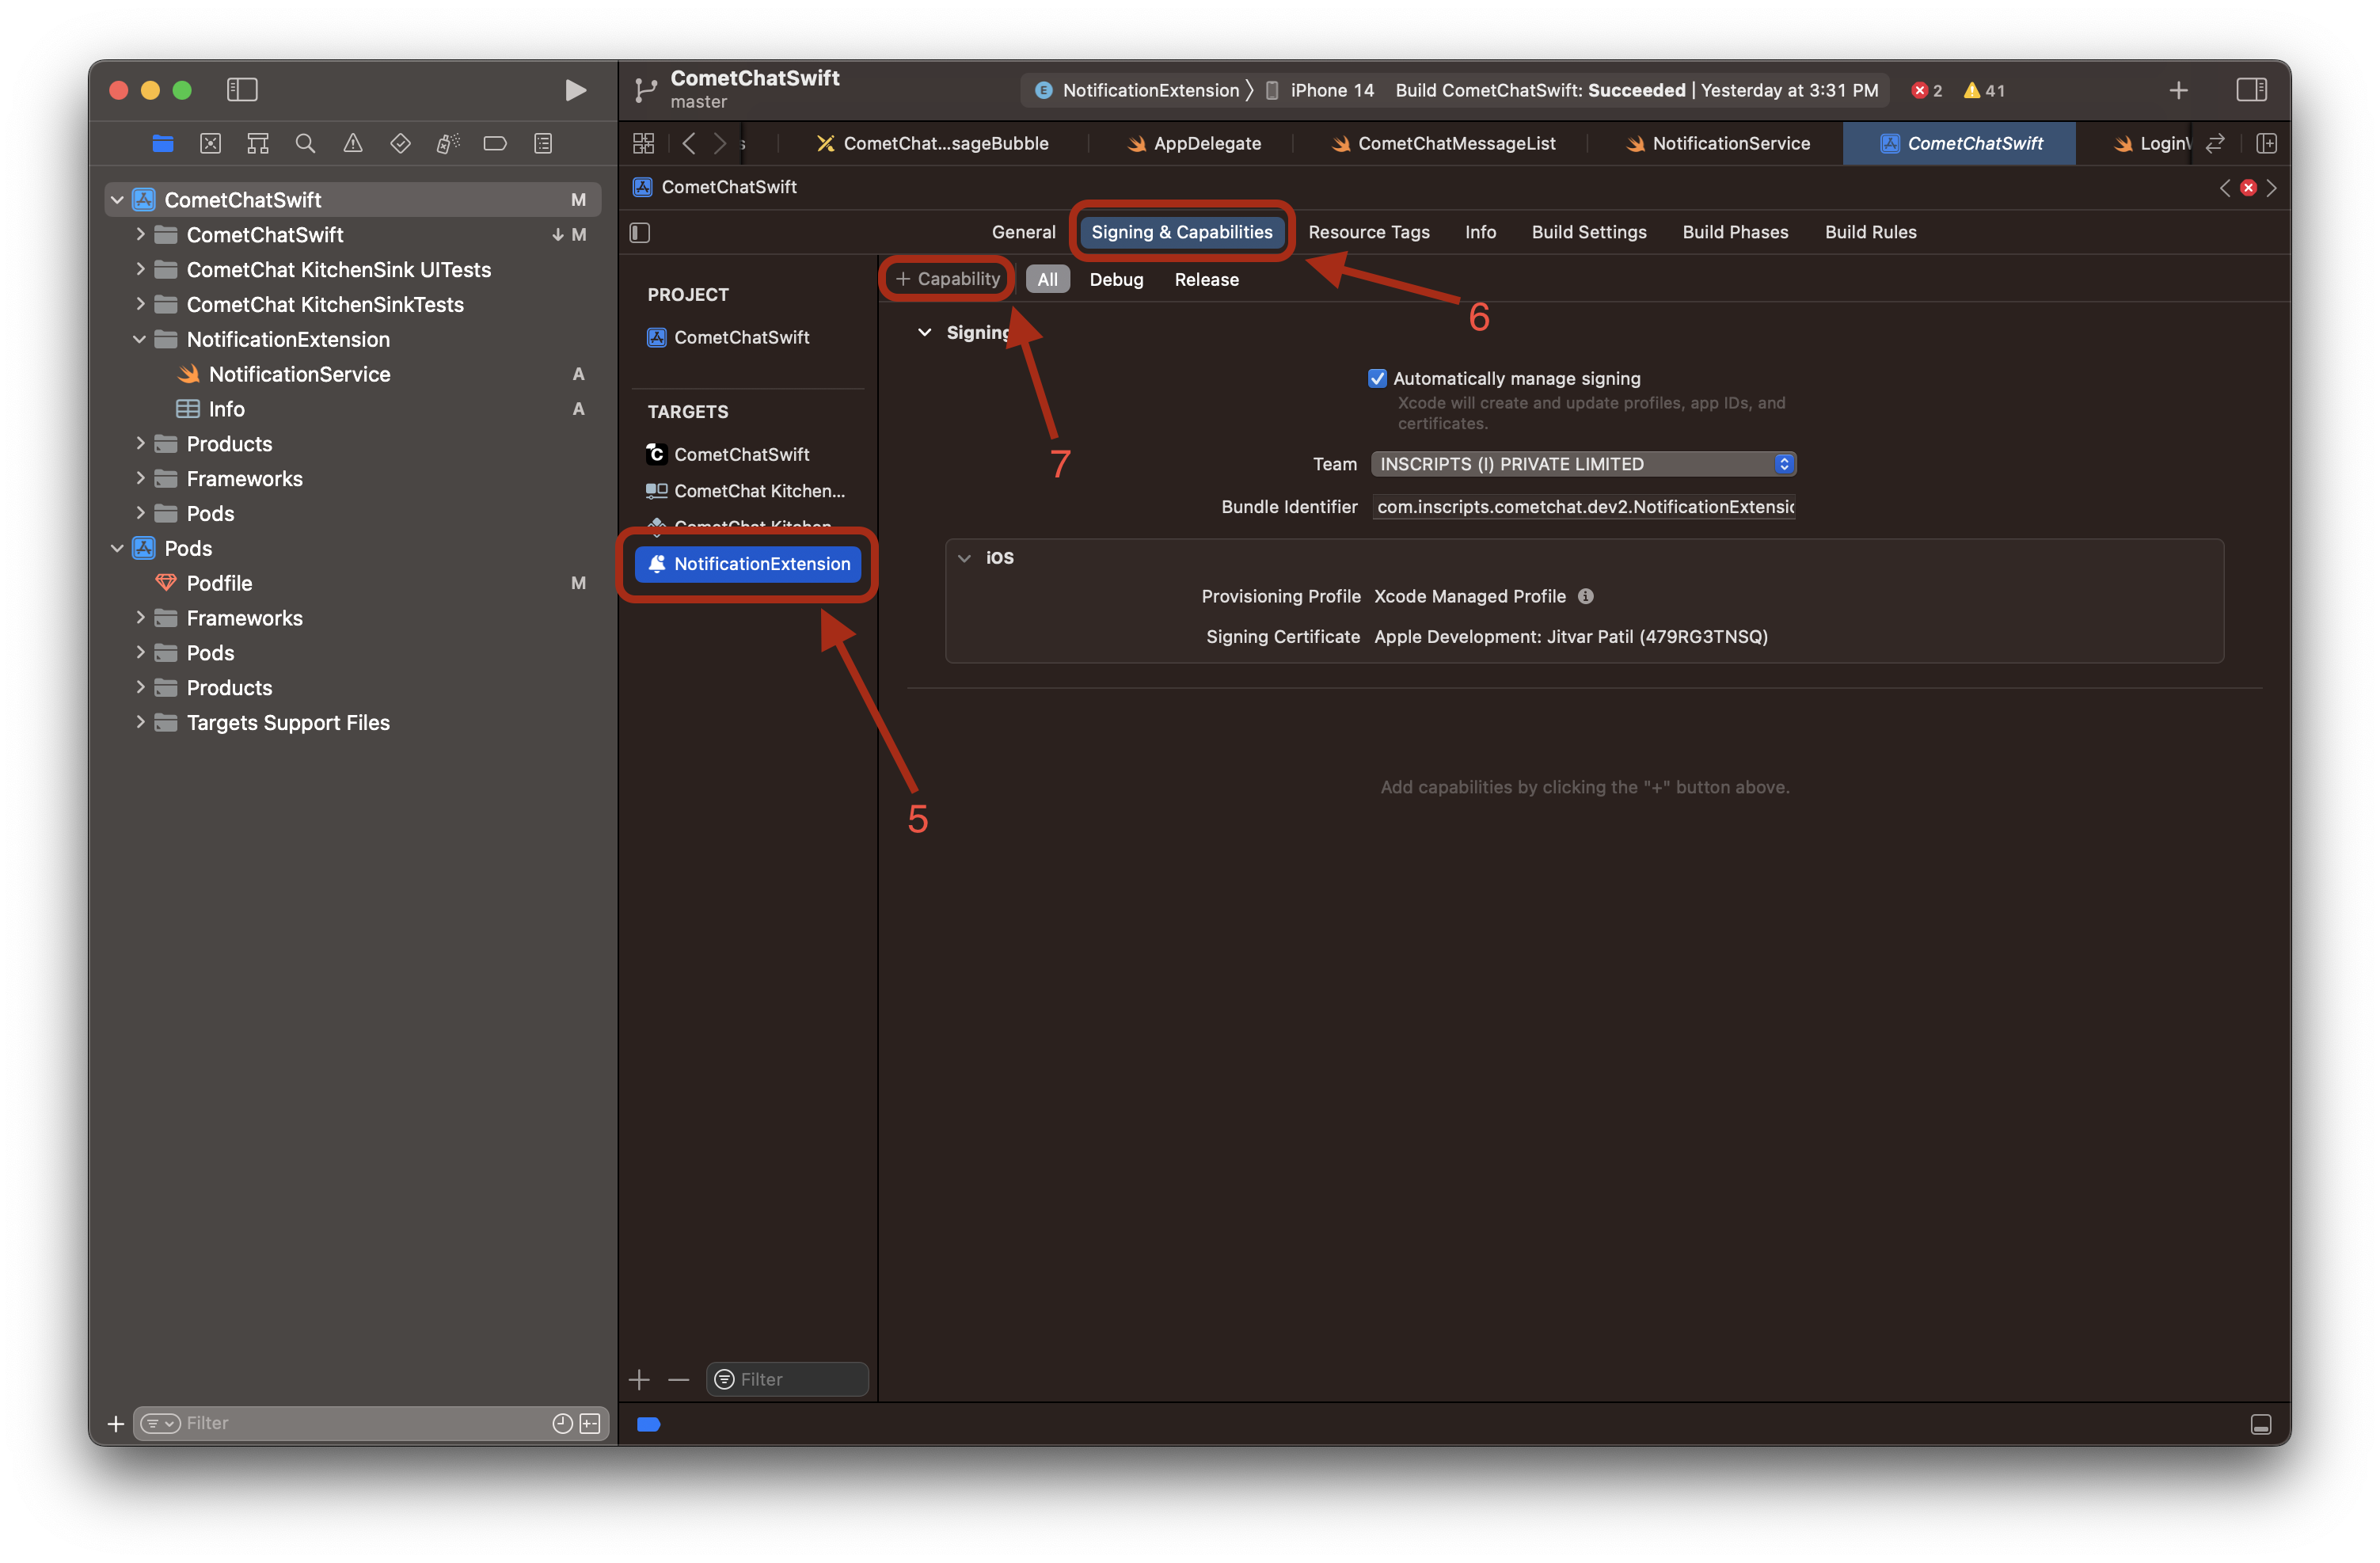 CometChatSwift
master
NotificationExtension
iPhone 14
Build CometChatSwift: Succeeded | Yesterday at 3:31 PM
2
41
CometChat...sageBubble
AppDelegate
CometChatMessageList
NotificationService
CometChatSwift
CometChatSwift
General
Signing & Capabilities
Resource Tags
Info
Build Settings
Build Phases
Build Rules
+ Capability
All
Debug
Release
CometChatSwift M
CometChatSwift M
CometChat KitchenSink UITests
CometChat KitchenSinkTests
NotificationExtension
NotificationService A
Info A
Products
Frameworks
Pods
Pods
Podfile M
Frameworks
Pods
Products
Targets Support Files
Filter
PROJECT
CometChatSwift
TARGETS
CometChatSwift
CometChat Kitchen...
CometChat Kitchen
NotificationExtension
Filter
Signing
Automatically manage signing
Xcode will create and update profiles, app IDs, and
certificates.
Team INSCRIPTS (I) PRIVATE LIMITED
Bundle Identifier com.inscripts.cometchat.dev2.NotificationExtensio
iOS
Provisioning Profile Xcode Managed Profile
Signing Certificate Apple Development: Jitvar Patil (479RG3TNSQ)
Add capabilities by clicking the "+" button above.
5
6
7